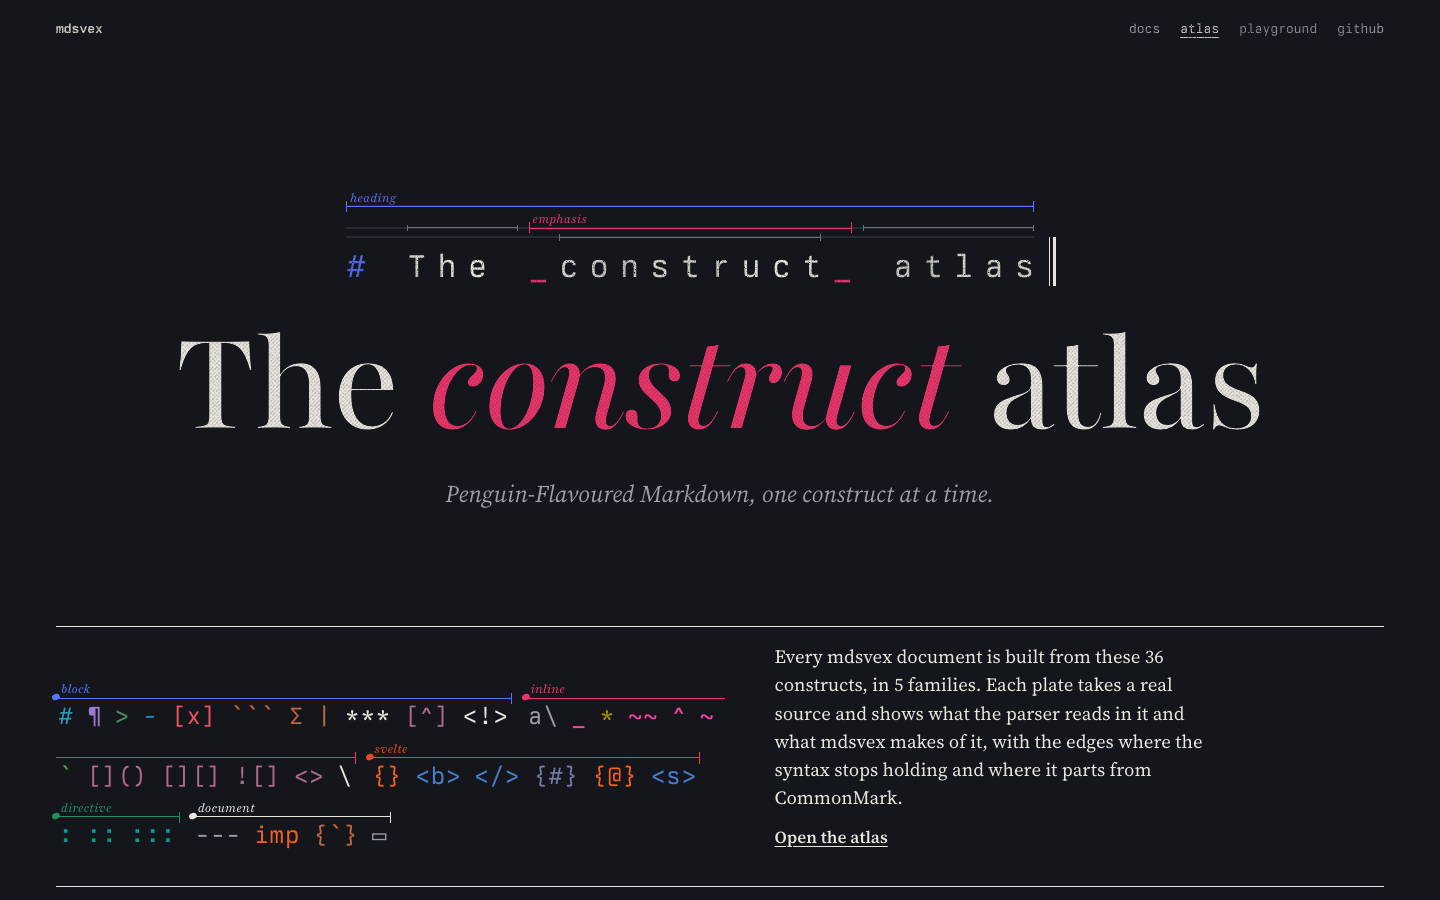 mdsvex
docs atlas playground github
heading
emphasis
# The _construct_ atlas
The construct atlas
Penguin-Flavoured Markdown, one construct at a time.
block inline
# ¶ > - [x] ``` Σ | *** [^] <!> a\ _ * ~~ ^ ~
svelte
` []() [][] ![] <> \ {} <b> </> {#} {@} <s>
directive document
: :: ::: --- imp {`} ▭
Every mdsvex document is built from these 36
constructs, in 5 families. Each plate takes a real
source and shows what the parser reads in it and
what mdsvex makes of it, with the edges where the
syntax stops holding and where it parts from
CommonMark.
Open the atlas